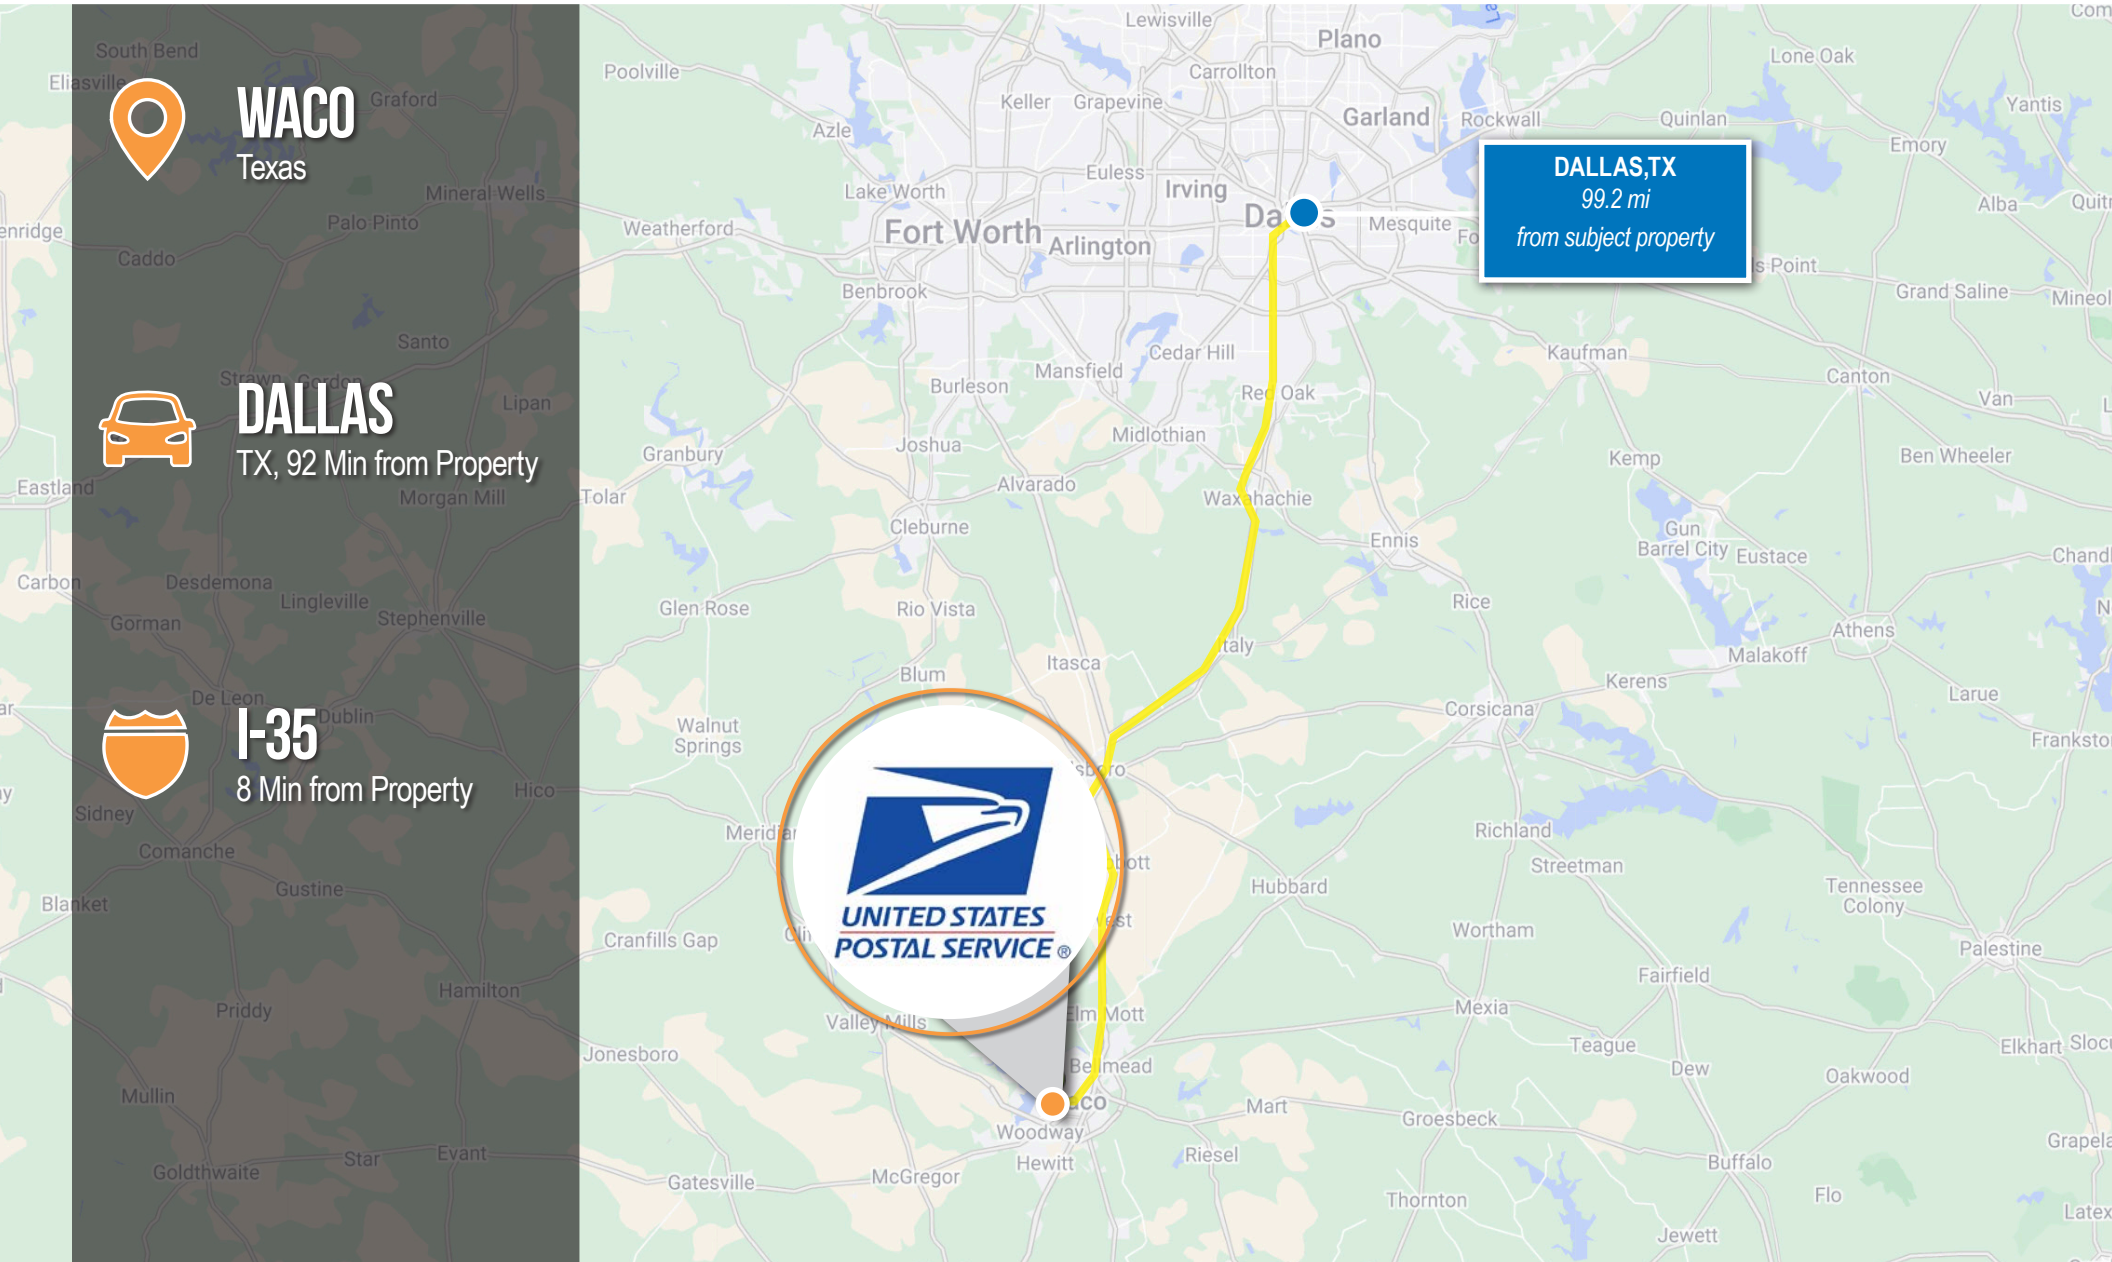 WACO
Texas
DALLAS
TX, 92 Min from Property
I-35
8 Min from Property
DALLAS,TX
99.2 mi
from subject property
UNITED STATES
POSTAL SERVICE ®
South Bend
Eliasville
Graford
Mineral Wells
Palo Pinto
Caddo
Santo
Strawn
Gordon
Lipan
Eastland
Morgan Mill
Carbon
Desdemona
Lingleville
Stephenville
Gorman
De Leon
Dublin
Hico
Sidney
Comanche
Gustine
Blanket
Hamilton
Priddy
Mullin
Star
Evant
Goldthwaite
Poolville
Lewisville
Plano
Carrollton
Keller
Grapevine
Garland
Rockwall
Azle
Lake Worth
Euless
Irving
Weatherford
Fort Worth
Arlington
Mesquite
Benbrook
Cedar Hill
Mansfield
Burleson
Red Oak
Midlothian
Joshua
Granbury
Tolar
Alvarado
Waxahachie
Cleburne
Ennis
Glen Rose
Rio Vista
Rice
Italy
Itasca
Blum
Walnut
Springs
Corsicana
Kerens
Cranfills Gap
Hubbard
Richland
Streetman
Wortham
Valley Mills
Elm Mott
Bellmead
Jonesboro
Woodway
Hewitt
McGregor
Gatesville
Riesel
Mart
Mexia
Groesbeck
Thornton
Lone Oak
Quinlan
Yantis
Emory
Alba
Grand Saline
Kaufman
Canton
Van
Kemp
Ben Wheeler
Gun
Barrel City
Eustace
Athens
Malakoff
Larue
Tennessee
Colony
Palestine
Fairfield
Teague
Dew
Oakwood
Elkhart
Buffalo
Flo
Jewett